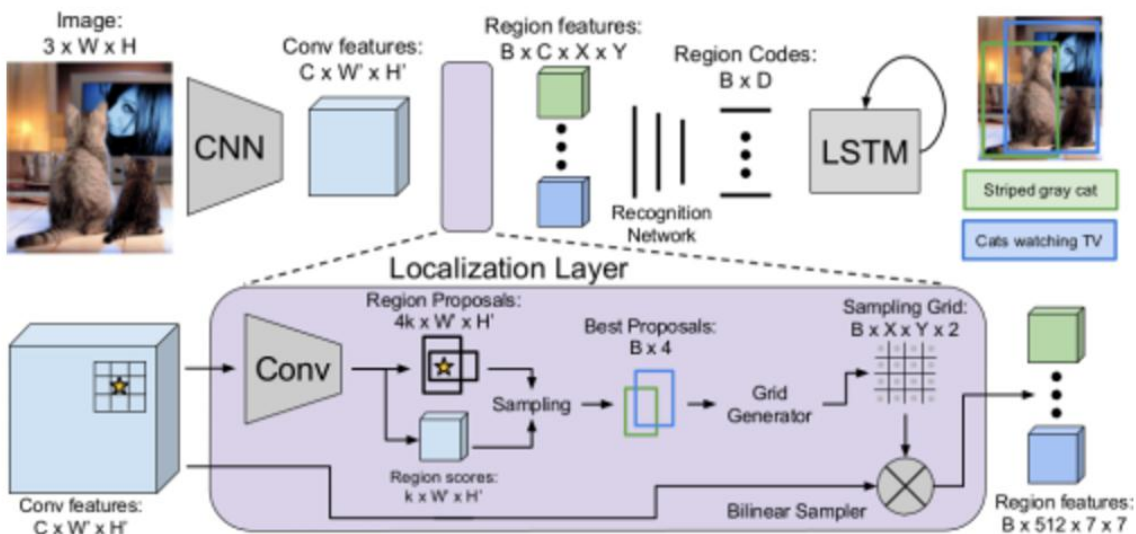 Image:
3 x W x H
Conv features:
C x W' x H'
Region features:
B x C x X x Y
Region Codes:
B x D
CNN
LSTM
Recognition
Network
Striped gray cat
Cats watching TV
Localization Layer
Region Proposals:
4k x W' x H'
Conv
Sampling
Region scores:
k x W' x H'
Best Proposals:
B x 4
Grid
Generator
Sampling Grid:
B x X x Y x 2
Bilinear Sampler
Conv features:
C x W' x H'
Region features:
B x 512 x 7 x 7